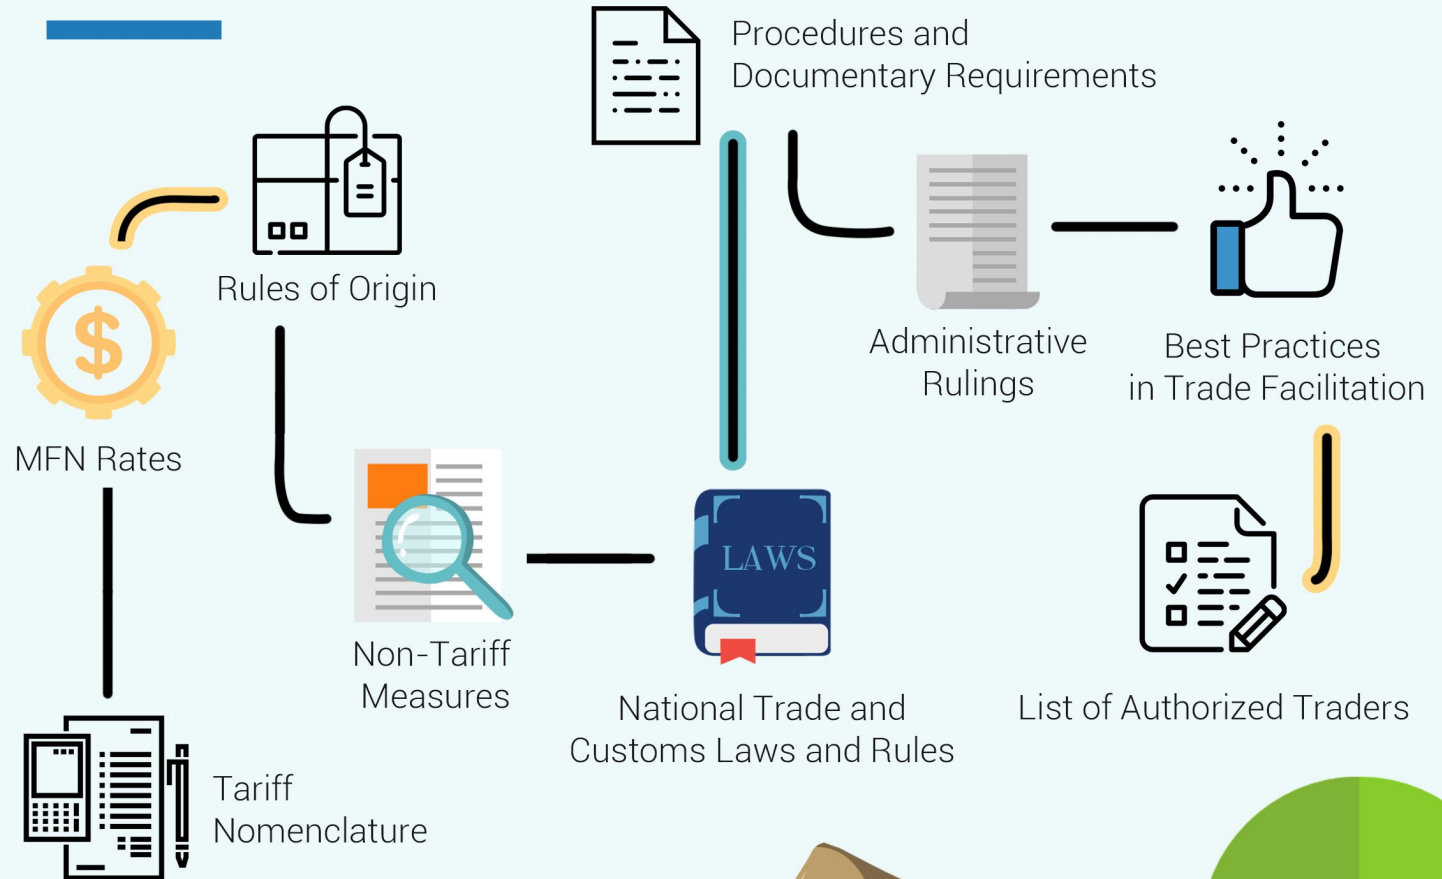 Procedures and
Documentary Requirements
Rules of Origin
$
MFN Rates
Administrative
Rulings
Best Practices
in Trade Facilitation
LAWS
Non-Tariff
Measures
National Trade and
Customs Laws and Rules
List of Authorized Traders
Tariff
Nomenclature